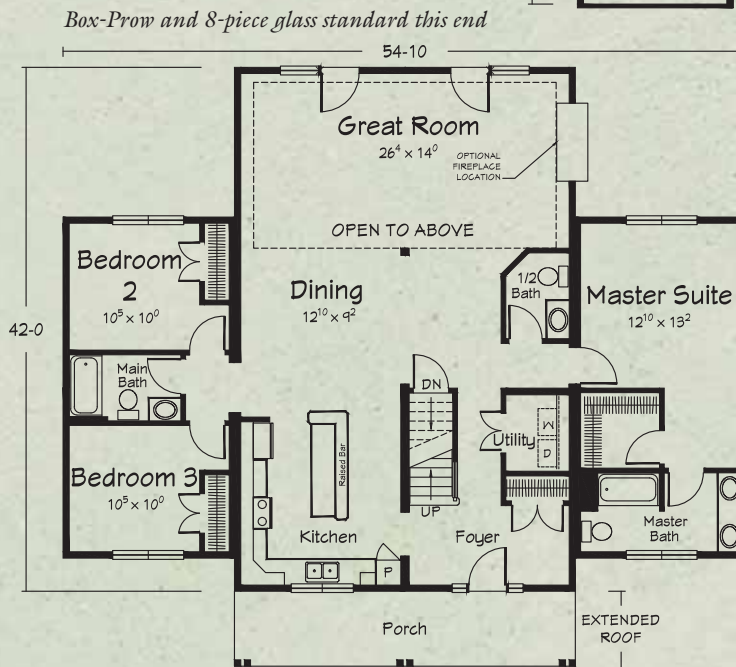 Box-Prow and 8-piece glass standard this end
54-10
Great Room
26⁴ x 14⁰
OPTIONAL
FIREPLACE
LOCATION
OPEN TO ABOVE
Bedroom
2
10⁵ x 10⁰
Dining
12¹⁰ x 9²
1/2
Bath
Master Suite
12¹⁰ x 13²
42-0
Main
Bath
DN
Utility
W
D
Bedroom 3
10⁵ x 10⁰
Raised Bar
UP
Kitchen
Foyer
Master
Bath
P
Porch
EXTENDED
ROOF